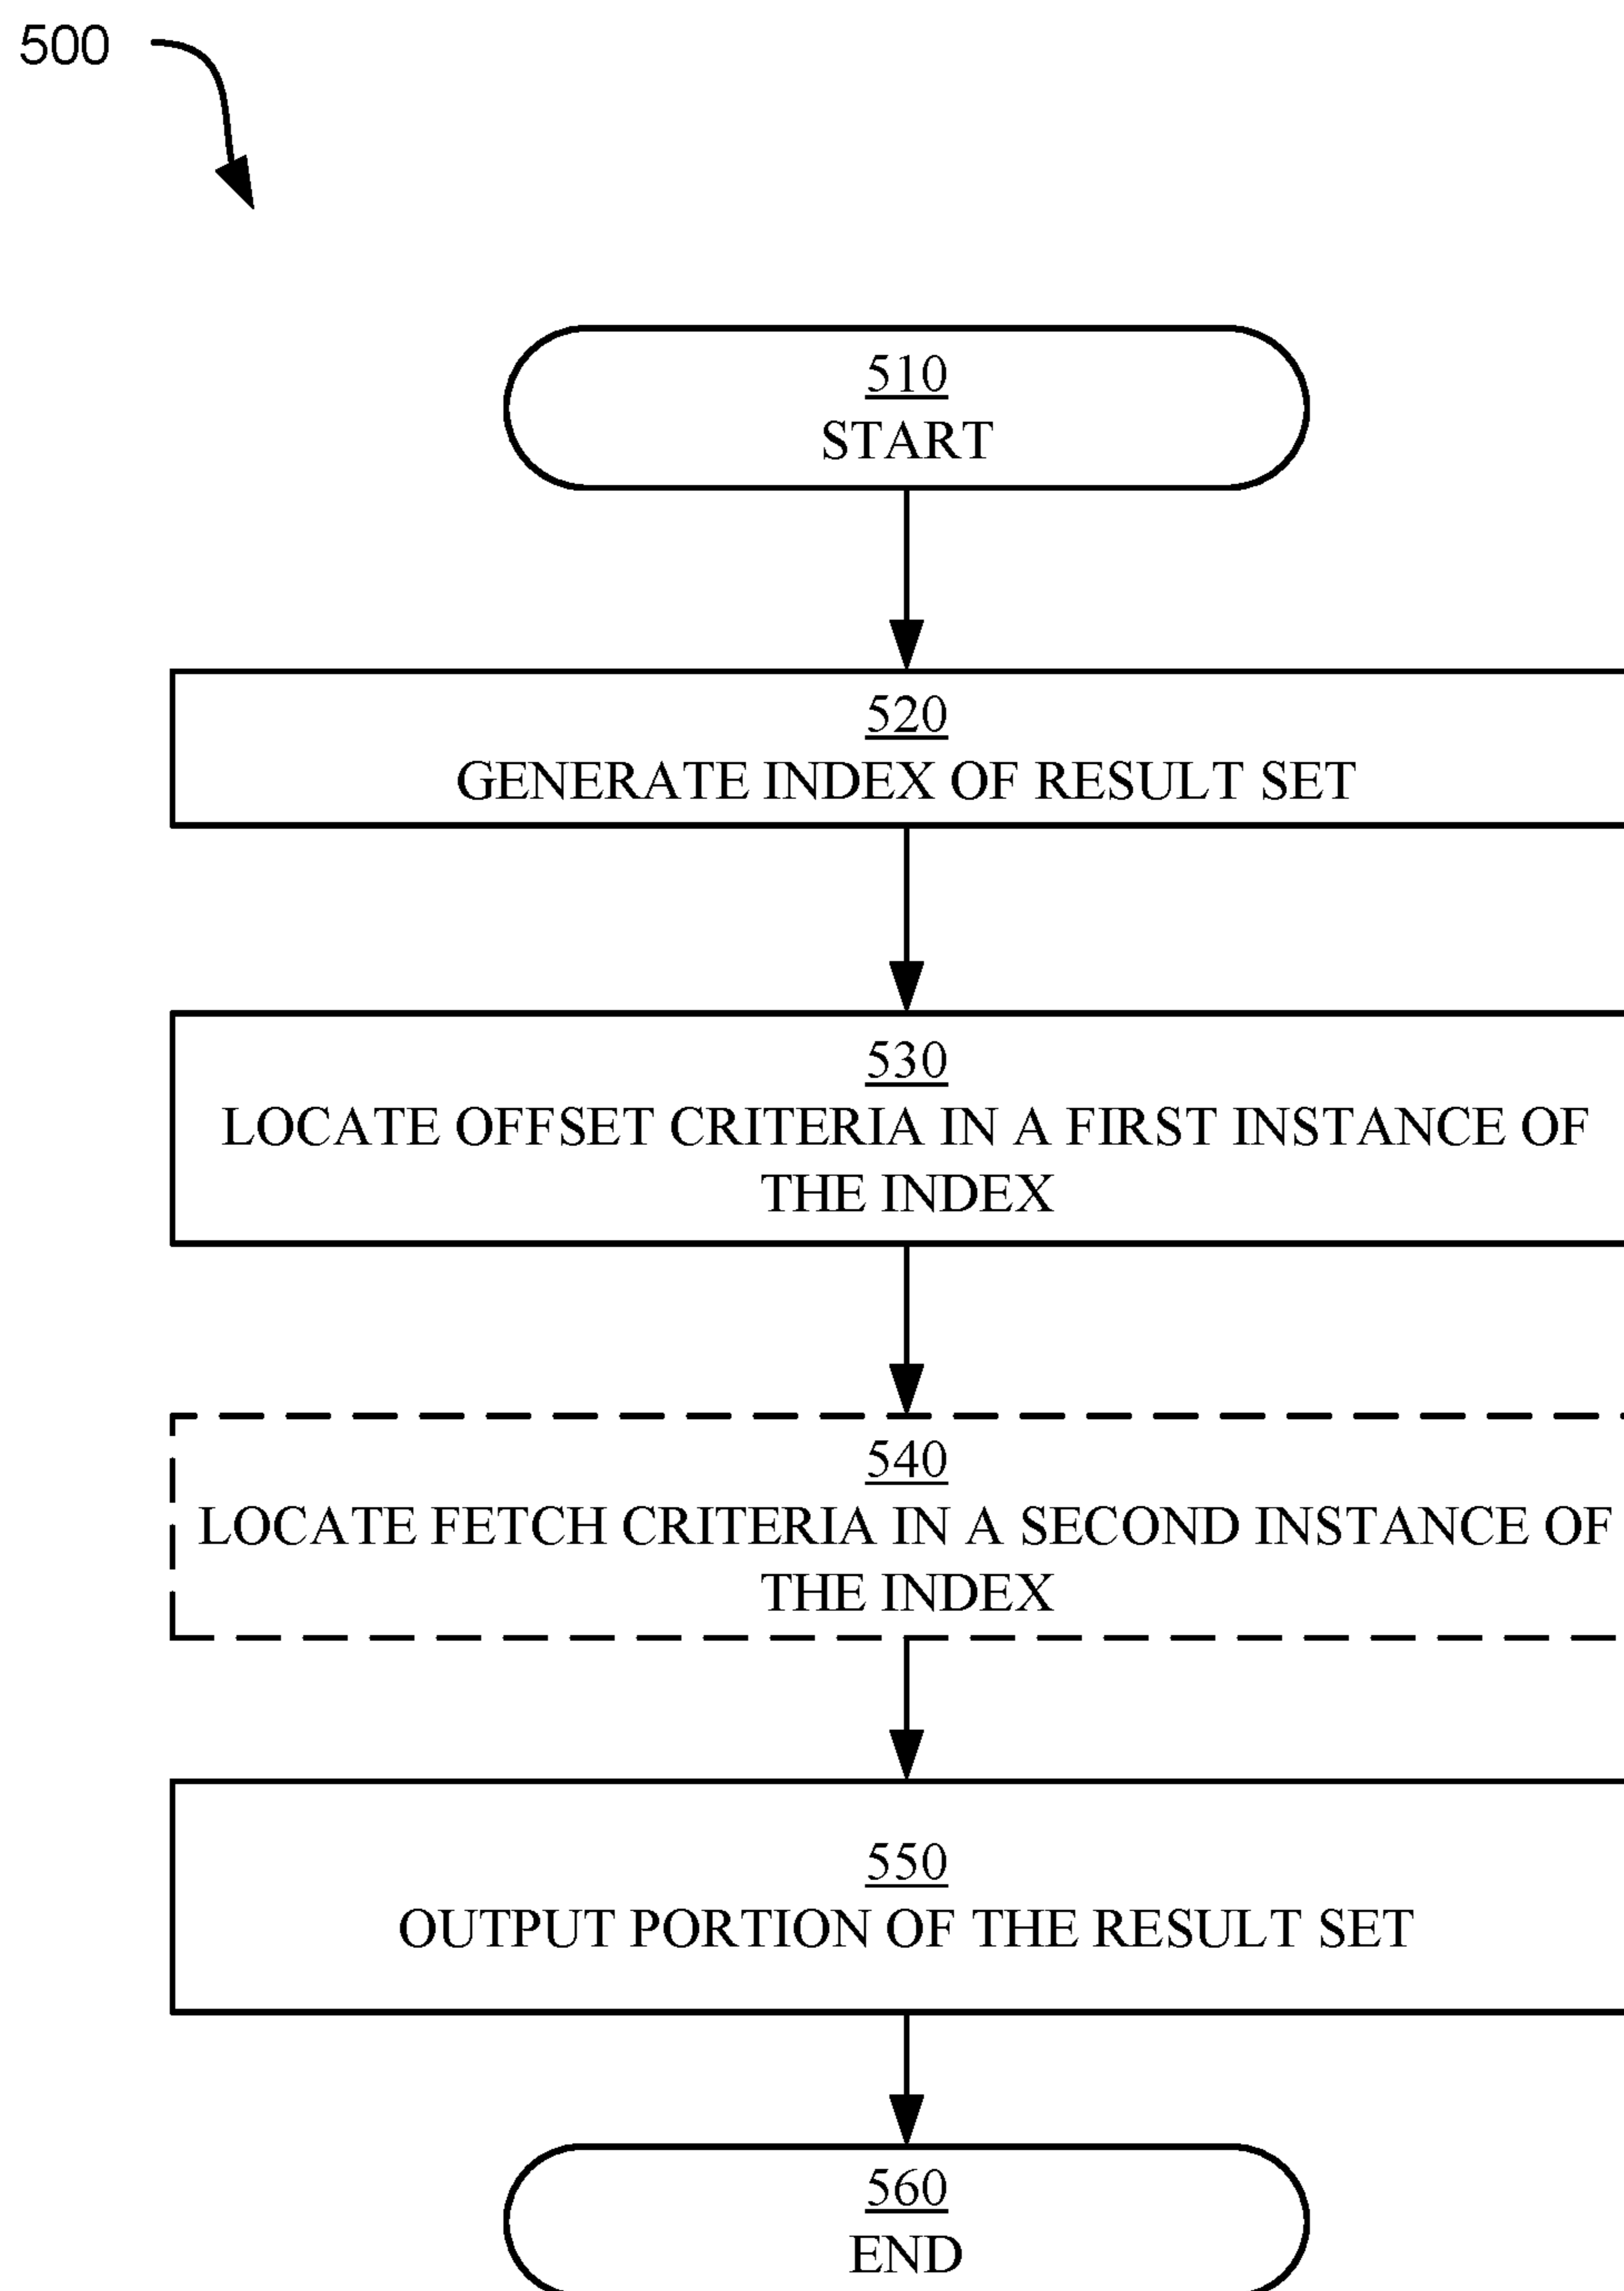 500
510
START
520
GENERATE INDEX OF RESULT SET
530
LOCATE OFFSET CRITERIA IN A FIRST INSTANCE OF
THE INDEX
540
LOCATE FETCH CRITERIA IN A SECOND INSTANCE OF
THE INDEX
550
OUTPUT PORTION OF THE RESULT SET
560
END